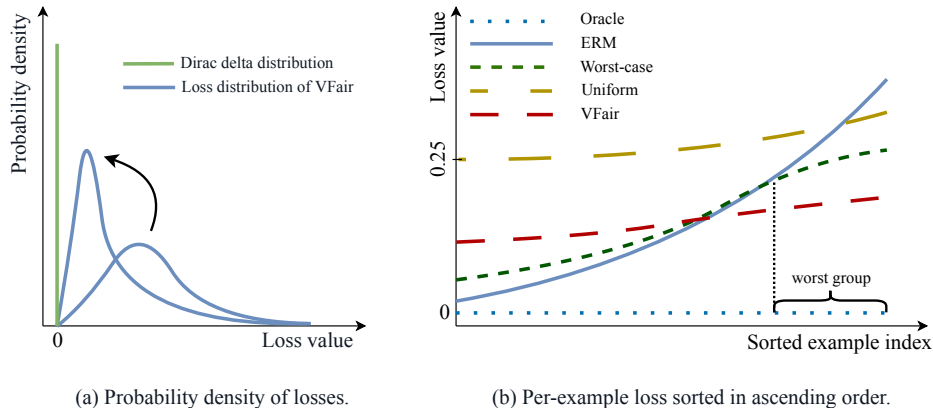 Probability density
Dirac delta distribution
Loss distribution of VFair
0
Loss value
(a) Probability density of losses.
Loss value
Oracle
ERM
Worst-case
Uniform
VFair
0.25
0
worst group
Sorted example index
(b) Per-example loss sorted in ascending order.